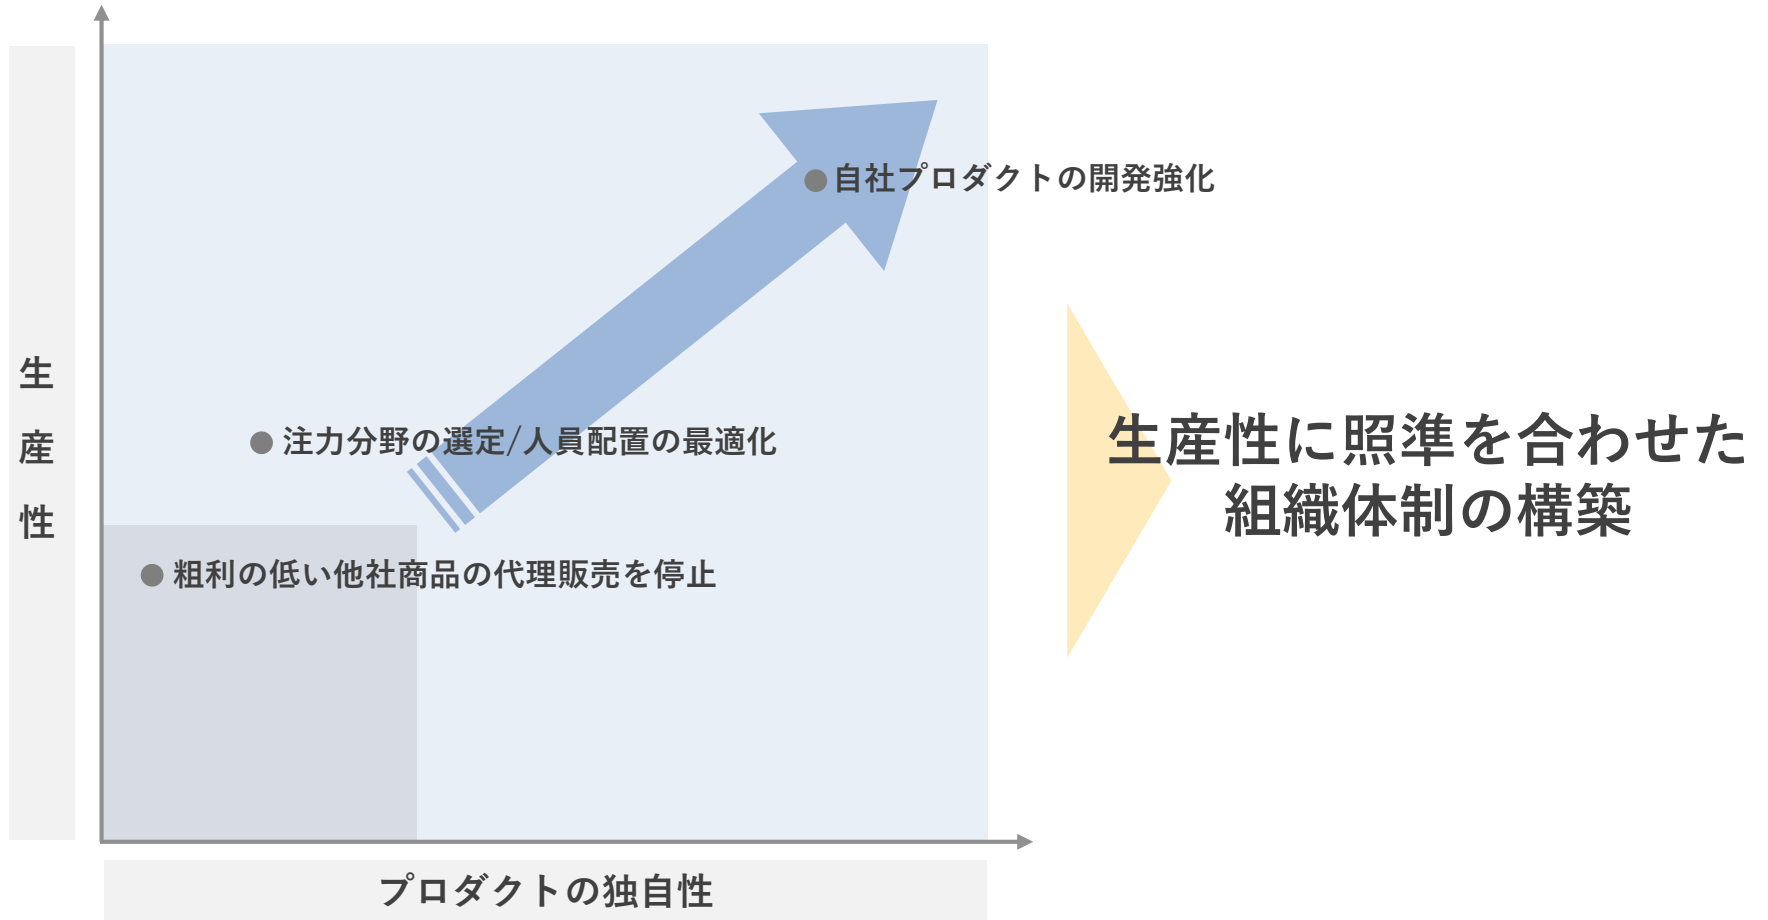 生産性
自社プロダクトの開発強化
注力分野の選定/人員配置の最適化
粗利の低い他社商品の代理販売を停止
プロダクトの独自性
生産性に照準を合わせた
組織体制の構築